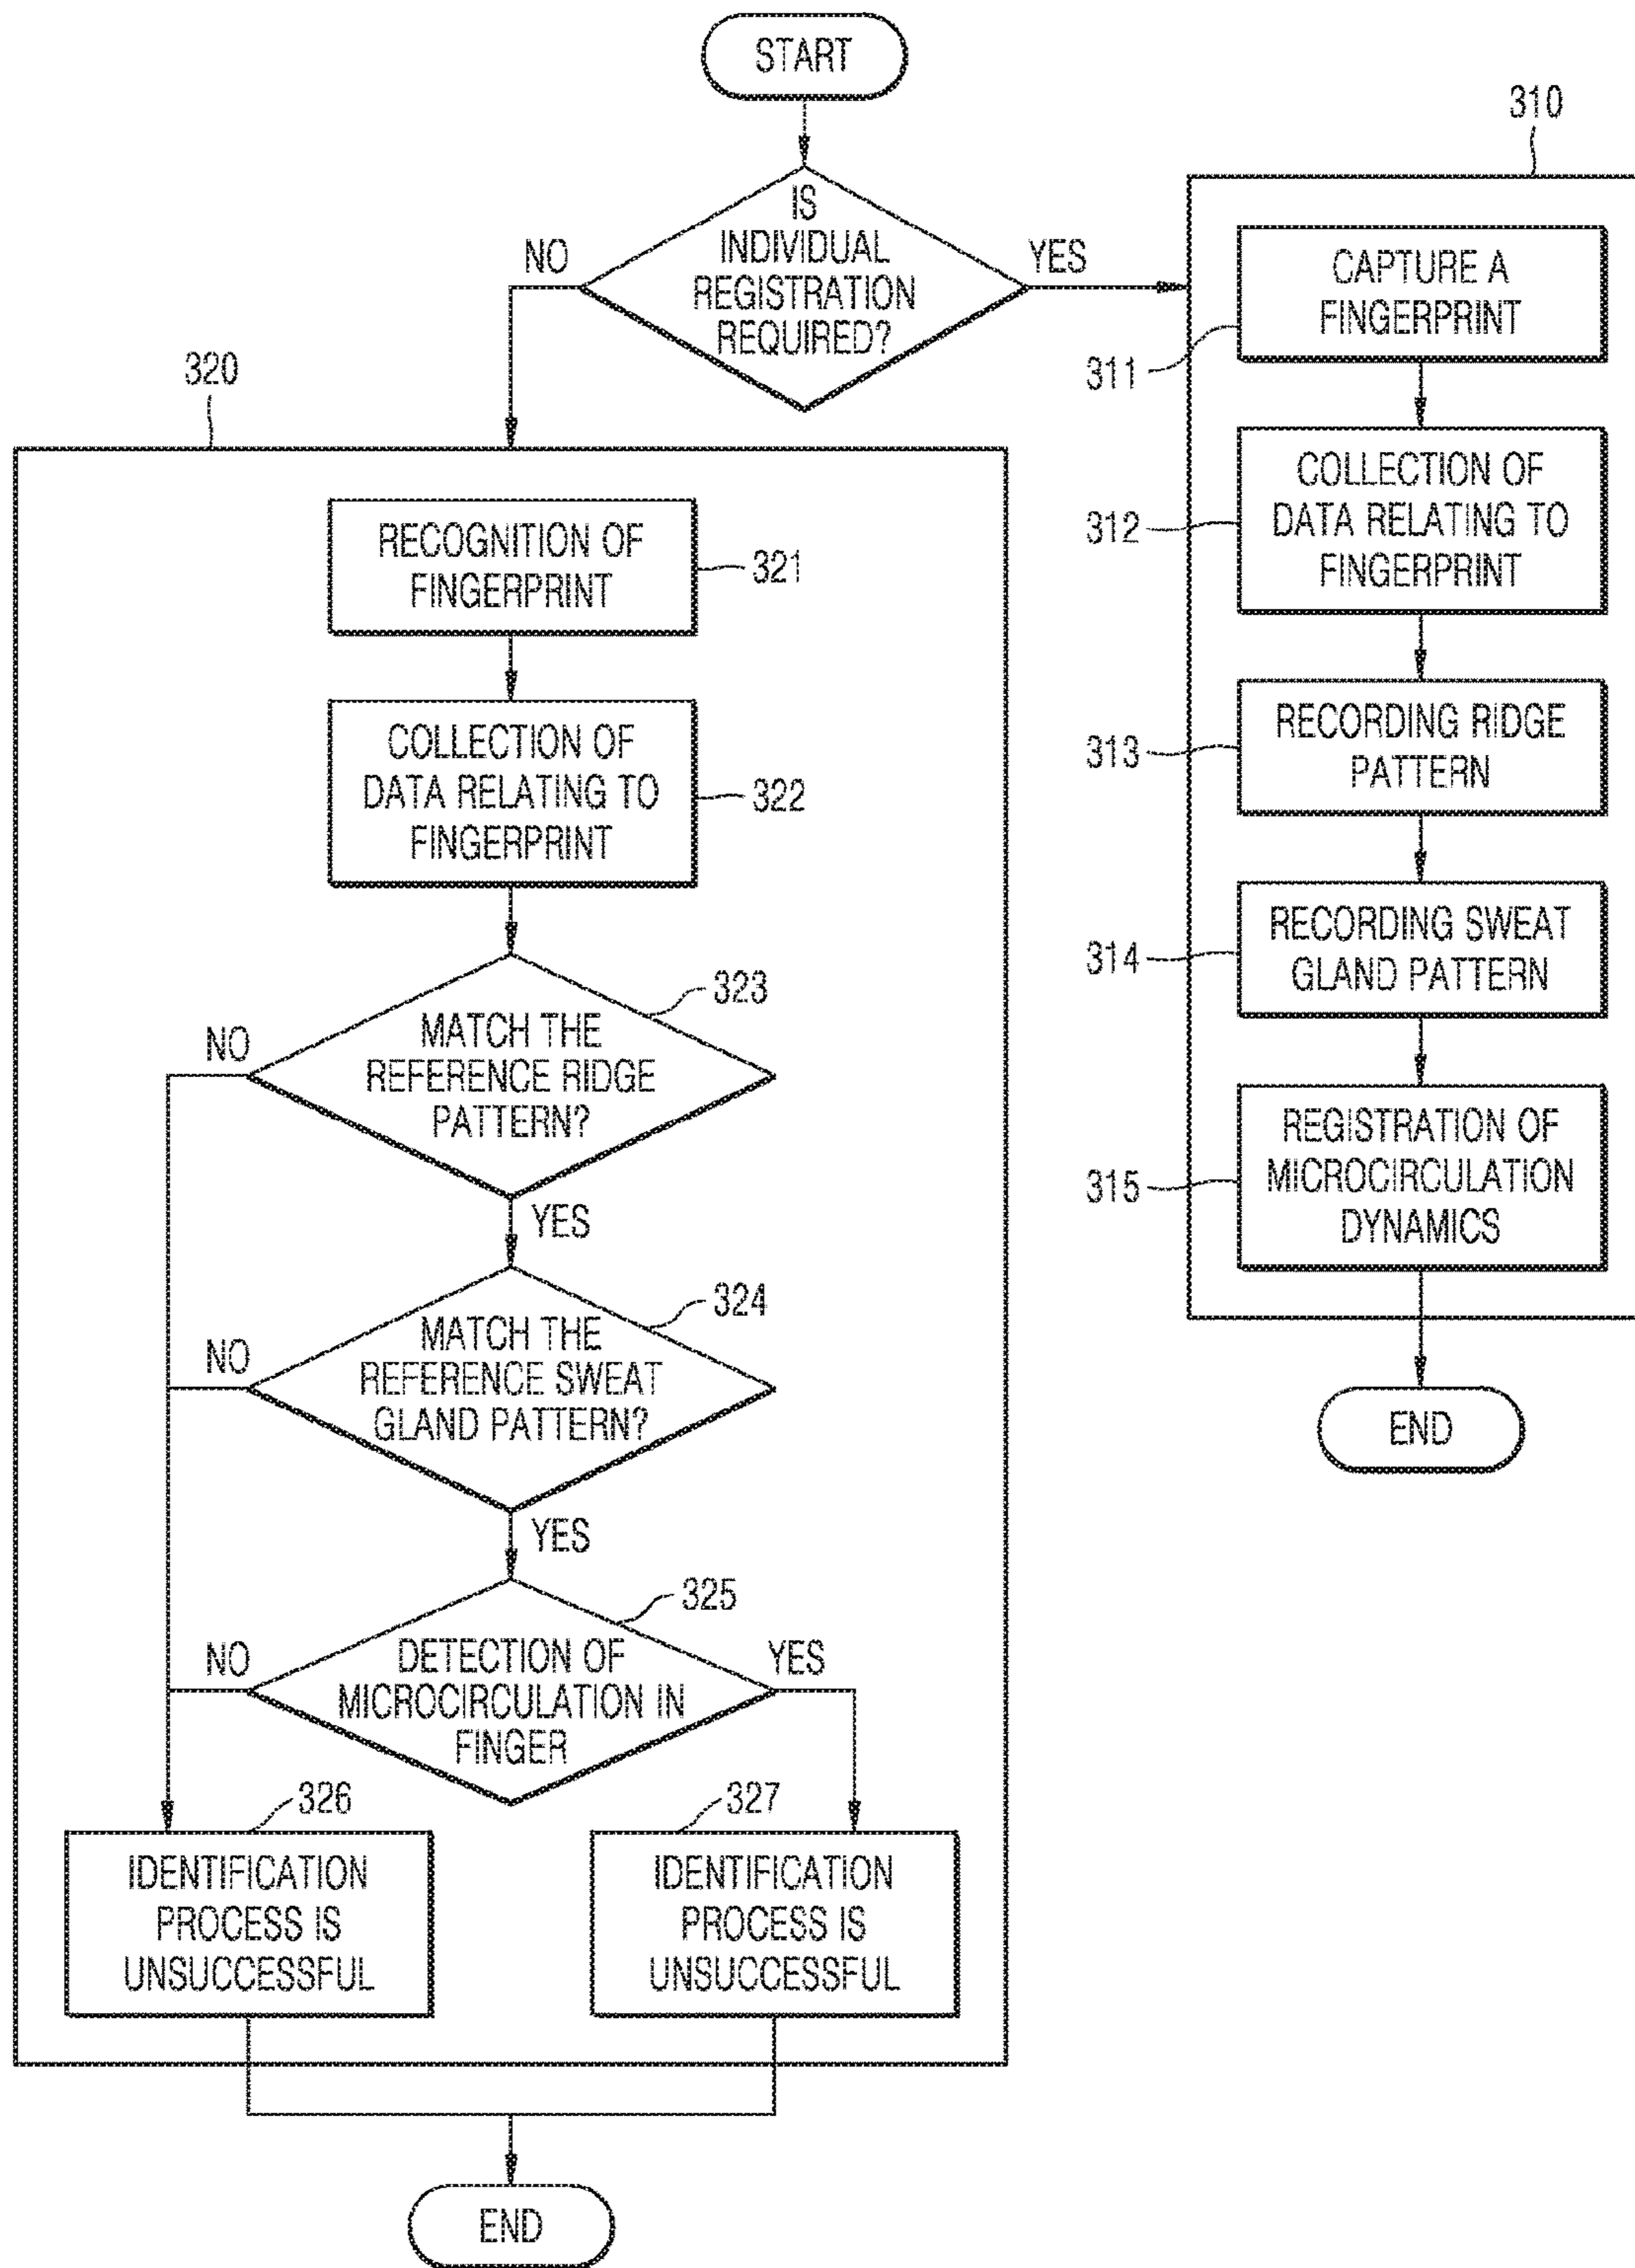 START
IS
INDIVIDUAL
REGISTRATION
REQUIRED?
NO
YES
310
CAPTURE A
FINGERPRINT
311
COLLECTION OF
DATA RELATING TO
FINGERPRINT
312
RECORDING RIDGE
PATTERN
313
RECORDING SWEAT
GLAND PATTERN
314
REGISTRATION OF
MICROCIRCULATION
DYNAMICS
315
END
320
RECOGNITION OF
FINGERPRINT
321
COLLECTION OF
DATA RELATING TO
FINGERPRINT
322
323
MATCH THE
REFERENCE RIDGE
PATTERN?
NO
YES
324
MATCH THE
REFERENCE SWEAT
GLAND PATTERN?
NO
YES
325
DETECTION OF
MICROCIRCULATION IN
FINGER
NO
YES
326
IDENTIFICATION
PROCESS IS
UNSUCCESSFUL
327
IDENTIFICATION
PROCESS IS
UNSUCCESSFUL
END